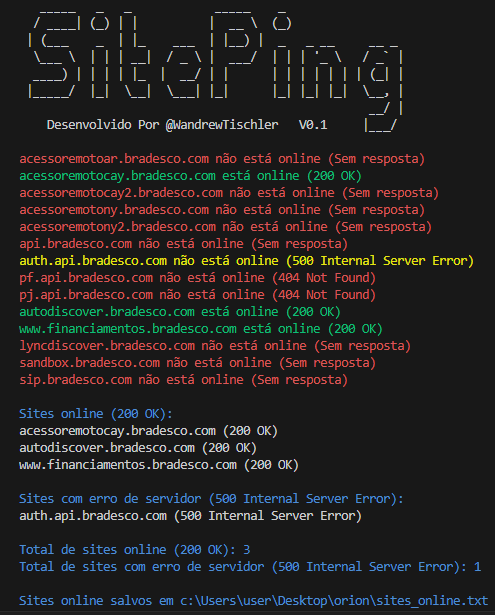 SitePing
Desenvolvido Por @WandrewTischler V0.1
acessoremotoar.bradesco.com não está online (Sem resposta)
acessoremotocay.bradesco.com está online (200 OK)
acessoremotocay2.bradesco.com não está online (Sem resposta)
acessoremotony.bradesco.com não está online (Sem resposta)
acessoremotony2.bradesco.com não está online (Sem resposta)
api.bradesco.com não está online (Sem resposta)
auth.api.bradesco.com não está online (500 Internal Server Error)
pf.api.bradesco.com não está online (404 Not Found)
pj.api.bradesco.com não está online (404 Not Found)
autodiscover.bradesco.com está online (200 OK)
www.financiamentos.bradesco.com está online (200 OK)
lyncdiscover.bradesco.com não está online (Sem resposta)
sandbox.bradesco.com não está online (Sem resposta)
sip.bradesco.com não está online (Sem resposta)
Sites online (200 OK):
acessoremotocay.bradesco.com (200 OK)
autodiscover.bradesco.com (200 OK)
www.financiamentos.bradesco.com (200 OK)
Sites com erro de servidor (500 Internal Server Error):
auth.api.bradesco.com (500 Internal Server Error)
Total de sites online (200 OK): 3
Total de sites com erro de servidor (500 Internal Server Error): 1
Sites online salvos em c:\Users\user\Desktop\orion\sites_online.txt